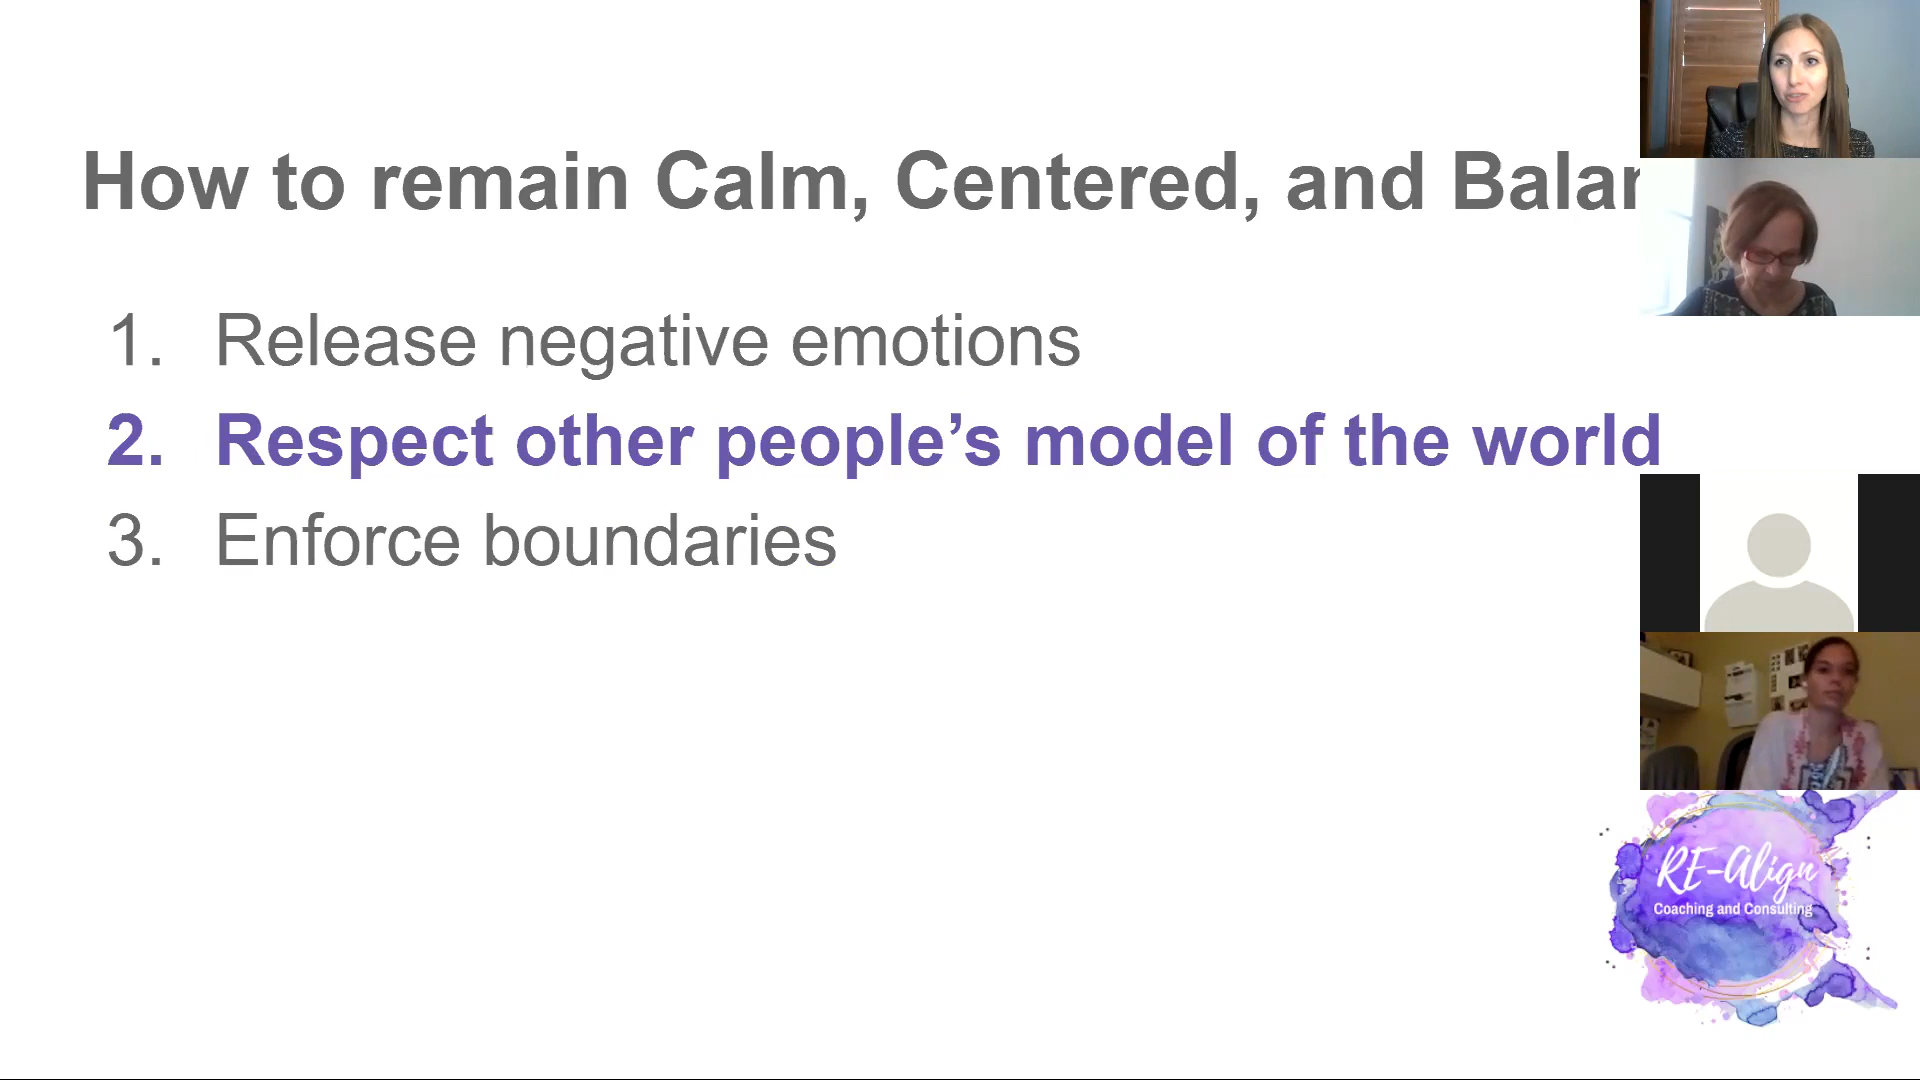 How to remain Calm, Centered, and Balan
1. Release negative emotions
2. Respect other people’s model of the world
3. Enforce boundaries
RE-Align
Coaching and Consulting